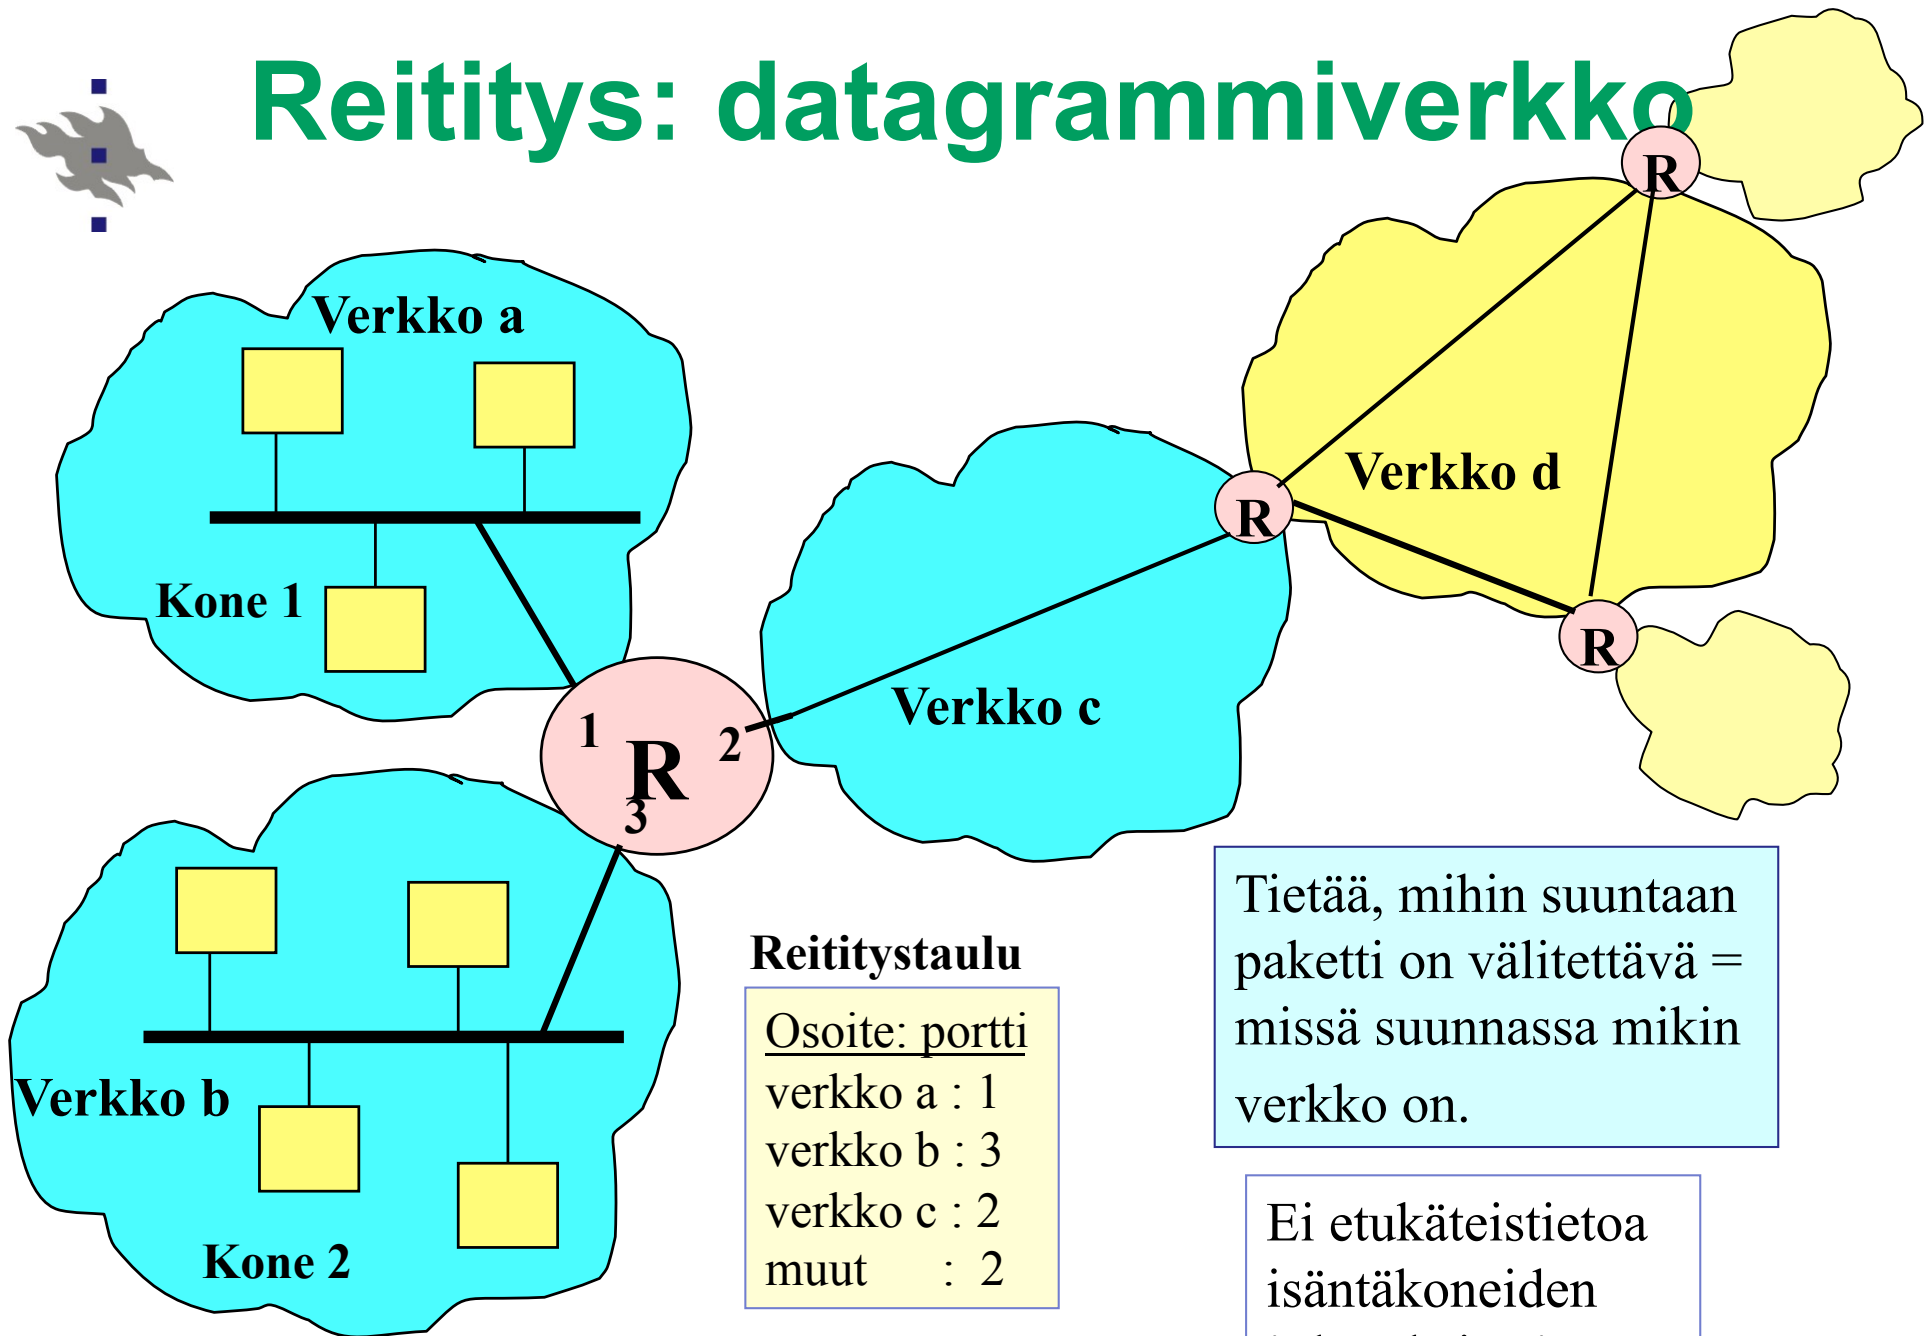 Reititys: datagrammiverkko
R
Verkko a
Verkko d
R
Kone 1
R
Verkko c
1
R
2
3
Reititystaulu
Osoite: portti
verkko a : 1
verkko b : 3
verkko c : 2
muut : 2
Verkko b
Kone 2
Tietää, mihin suuntaan
paketti on välitettävä =
missä suunnassa mikin
verkko on.
Ei etukäteistietoa
isäntäkoneiden